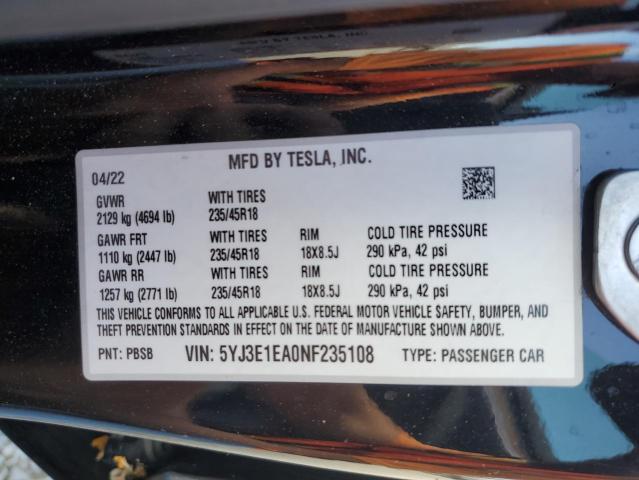 MFD BY TESLA, INC.
04/22
GVWR WITH TIRES
2129 kg (4694 lb) 235/45R18
GAWR FRT WITH TIRES RIM COLD TIRE PRESSURE
1110 kg (2447 lb) 235/45R18 18X8.5J 290 kPa, 42 psi
GAWR RR WITH TIRES RIM COLD TIRE PRESSURE
1257 kg (2771 lb) 235/45R18 18X8.5J 290 kPa, 42 psi
THIS VEHICLE CONFORMS TO ALL APPLICABLE U.S. FEDERAL MOTOR VEHICLE SAFETY, BUMPER, AND
THEFT PREVENTION STANDARDS IN EFFECT ON THE DATE OF MANUFACTURE SHOWN ABOVE.
PNT: PBSB VIN: 5YJ3E1EA0NF235108 TYPE: PASSENGER CAR